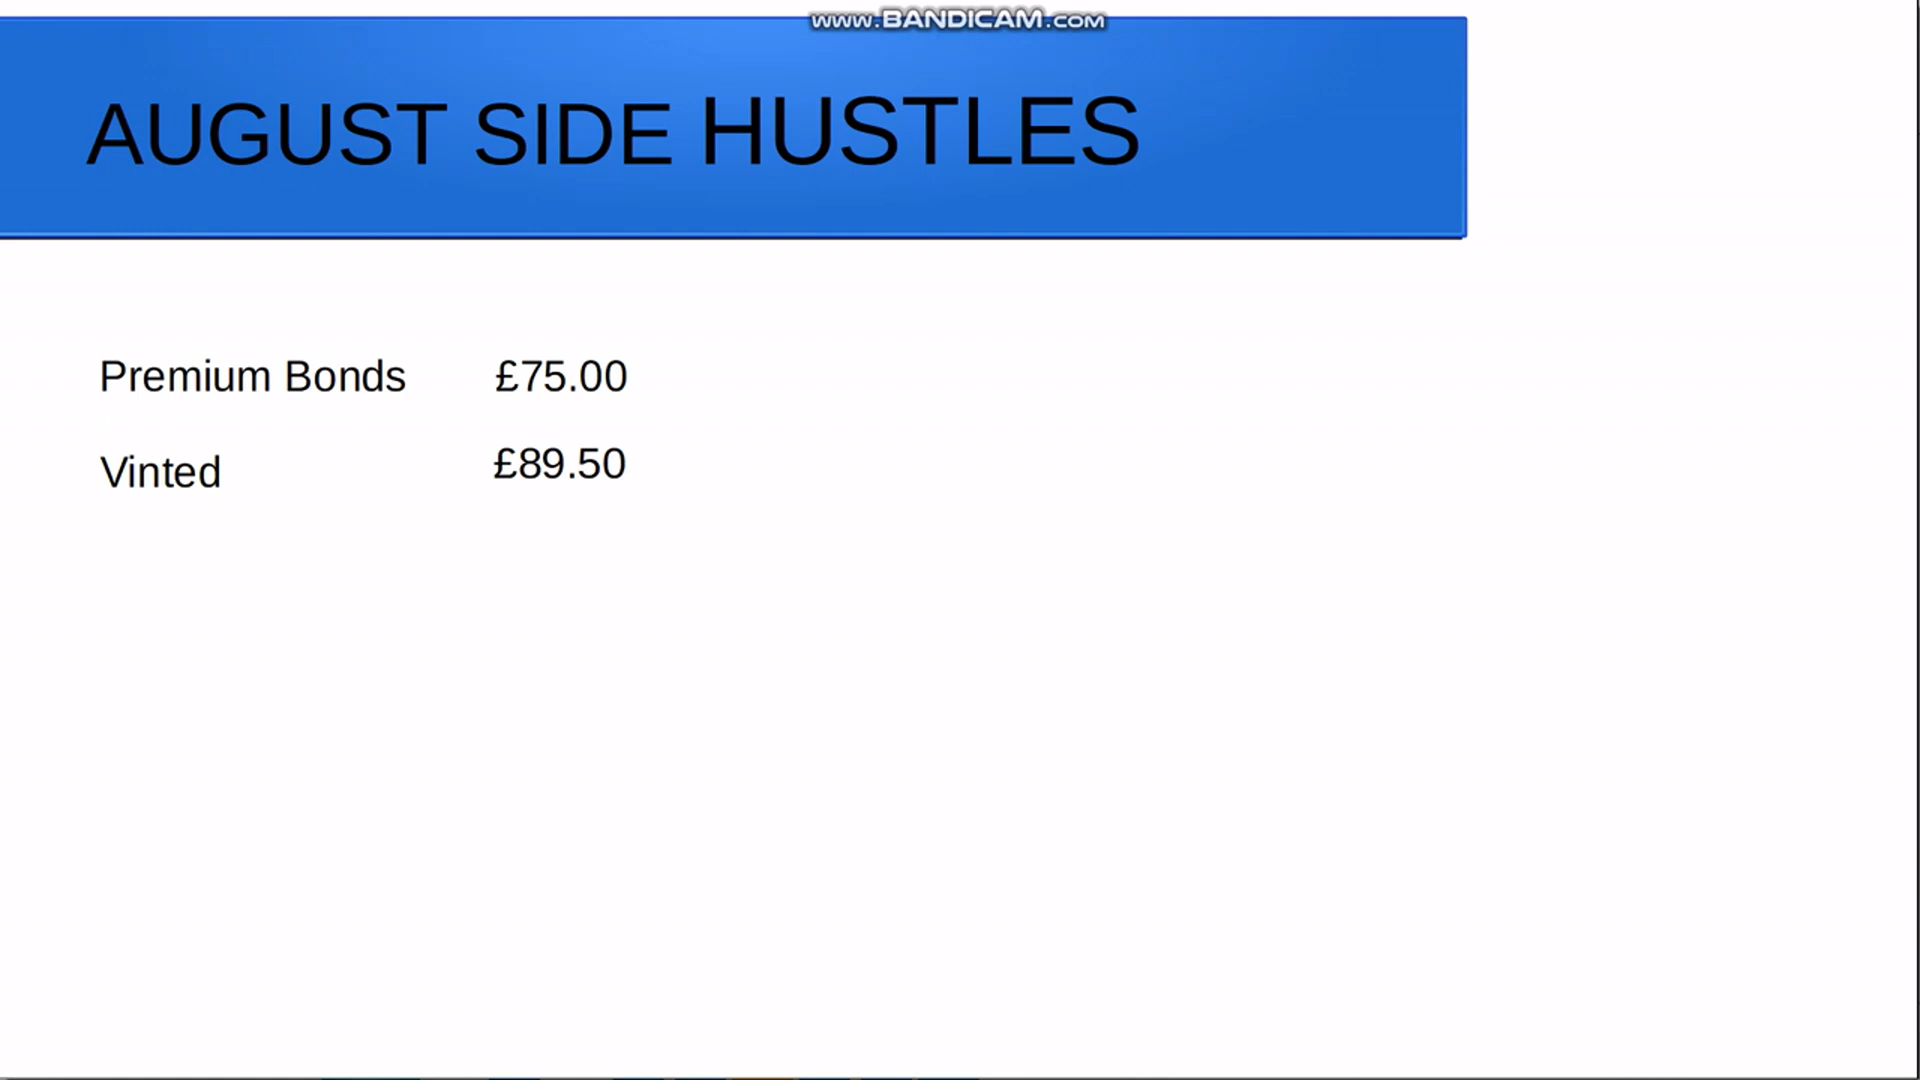 www.BANDICAM.com
AUGUST SIDE HUSTLES
Premium Bonds £75.00
Vinted £89.50